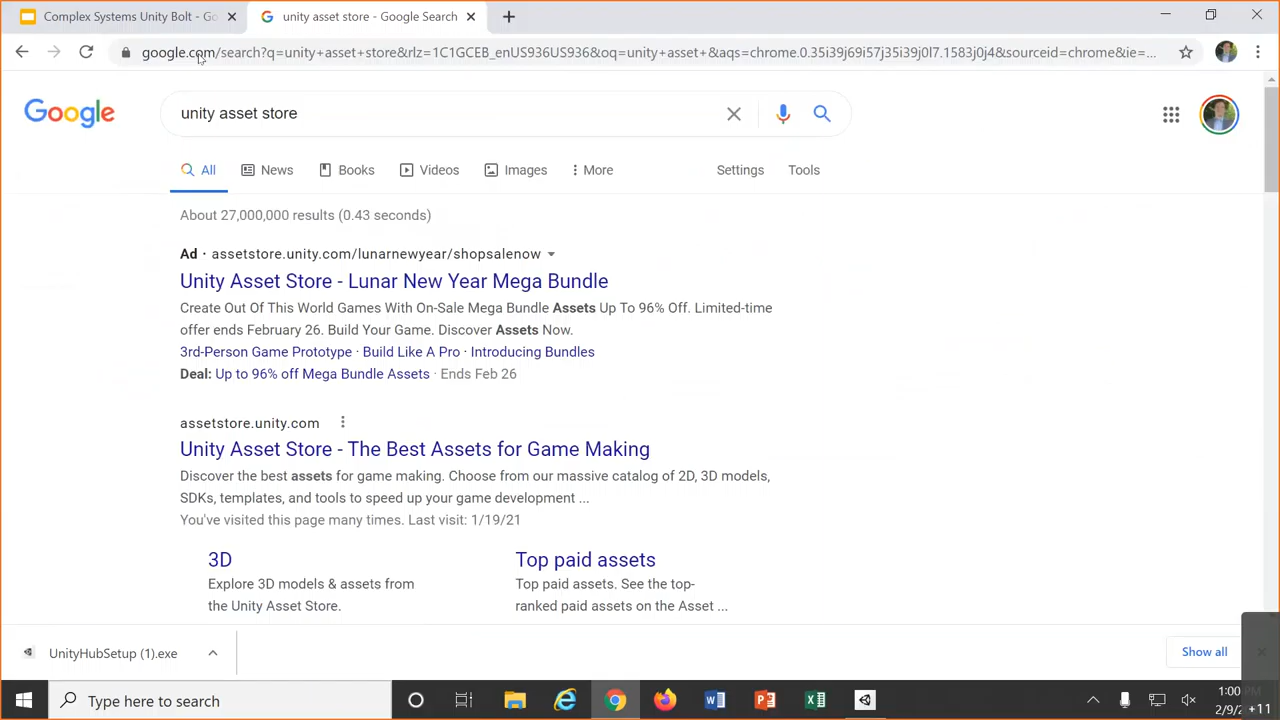 Complex Systems Unity Bolt - Go
unity asset store - Google Search
google.com/search?q=unity+asset+store&rlz=1C1GCEB_enUS936US936&oq=unity+asset+&aqs=chrome.0.35i39j69i57j35i39j0l7.1583j0j4&sourceid=chrome&ie=...
Google
unity asset store
All News Books Videos Images More Settings Tools
About 27,000,000 results (0.43 seconds)
Ad · assetstore.unity.com/lunarnewyear/shopsalenow
Unity Asset Store - Lunar New Year Mega Bundle
Create Out Of This World Games With On-Sale Mega Bundle Assets Up To 96% Off. Limited-time
offer ends February 26. Build Your Game. Discover Assets Now.
3rd-Person Game Prototype · Build Like A Pro · Introducing Bundles
Deal: Up to 96% off Mega Bundle Assets · Ends Feb 26
assetstore.unity.com
Unity Asset Store - The Best Assets for Game Making
Discover the best assets for game making. Choose from our massive catalog of 2D, 3D models,
SDKs, templates, and tools to speed up your game development ...
You've visited this page many times. Last visit: 1/19/21
3D
Explore 3D models & assets from
the Unity Asset Store.
Top paid assets
Top paid assets. See the top-
ranked paid assets on the Asset ...
UnityHubSetup (1).exe
Show all
Type here to search
1:00 PM
2/9/2
+11